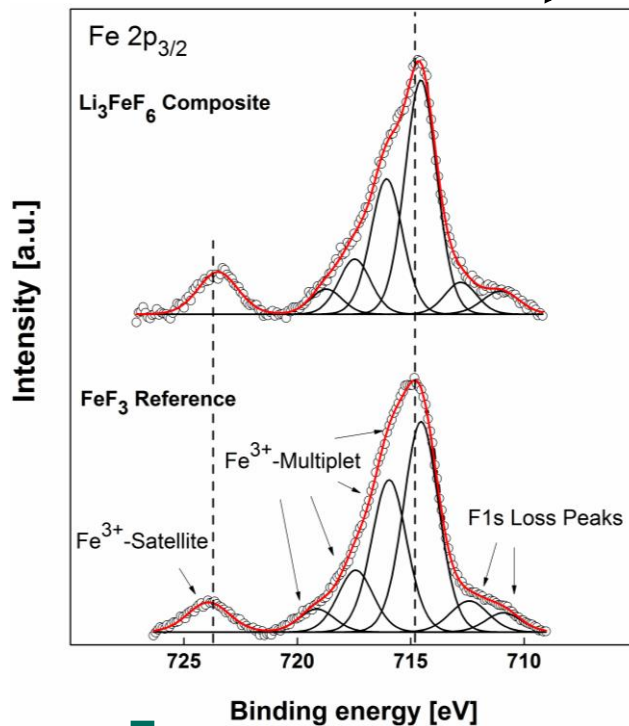 Fe 2p3/2
Li3FeF6 Composite
FeF3 Reference
Fe3+-Multiplet
Fe3+-Satellite
F1s Loss Peaks
Intensity [a.u.]
725 720 715 710
Binding energy [eV]